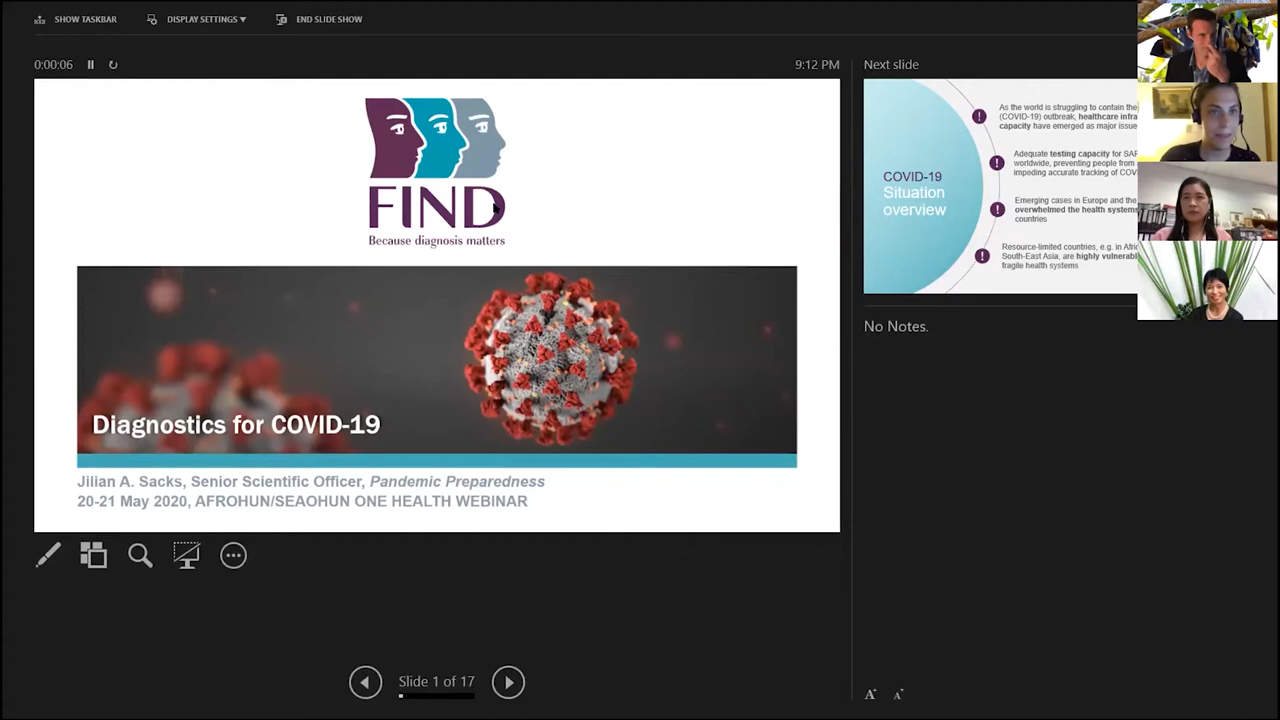 SHOW TASKBAR
DISPLAY SETTINGS ▼
END SLIDE SHOW
0:00:06
9:12 PM
FIND
Because diagnosis matters
Diagnostics for COVID-19
Jilian A. Sacks, Senior Scientific Officer, Pandemic Preparedness
20-21 May 2020, AFROHUN/SEAOHUN ONE HEALTH WEBINAR
Slide 1 of 17
Next slide
COVID-19
Situation
overview
As the world is struggling to contain the
(COVID-19) outbreak, healthcare infra
capacity have emerged as major issue
Adequate testing capacity for SAR
worldwide, preventing people from
impeding accurate tracking of COV
Emerging cases in Europe and the
overwhelmed the health systems
countries
Resource-limited countries, e.g. in Afri
South-East Asia, are highly vulnerabl
fragile health systems
No Notes.
A
A